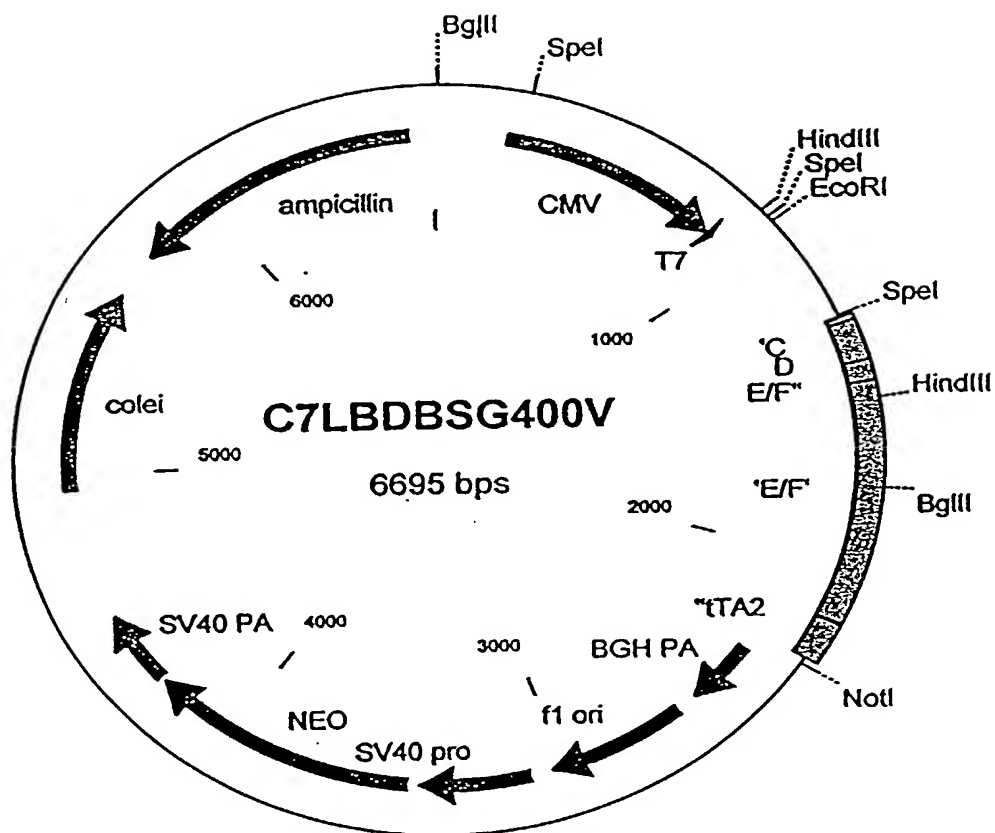 BglII
SpeI
HindIII
SpeI
EcoRI
ampicillin
CMV
T7
6000
1000
SpeI
'C
D
E/F"
HindIII
colei
C7LBDBSG400V
5000
6695 bps
'E/F'
BglII
2000
"tTA2
SV40 PA
4000
3000
BGH PA
NotI
NEO
f1 ori
SV40 pro